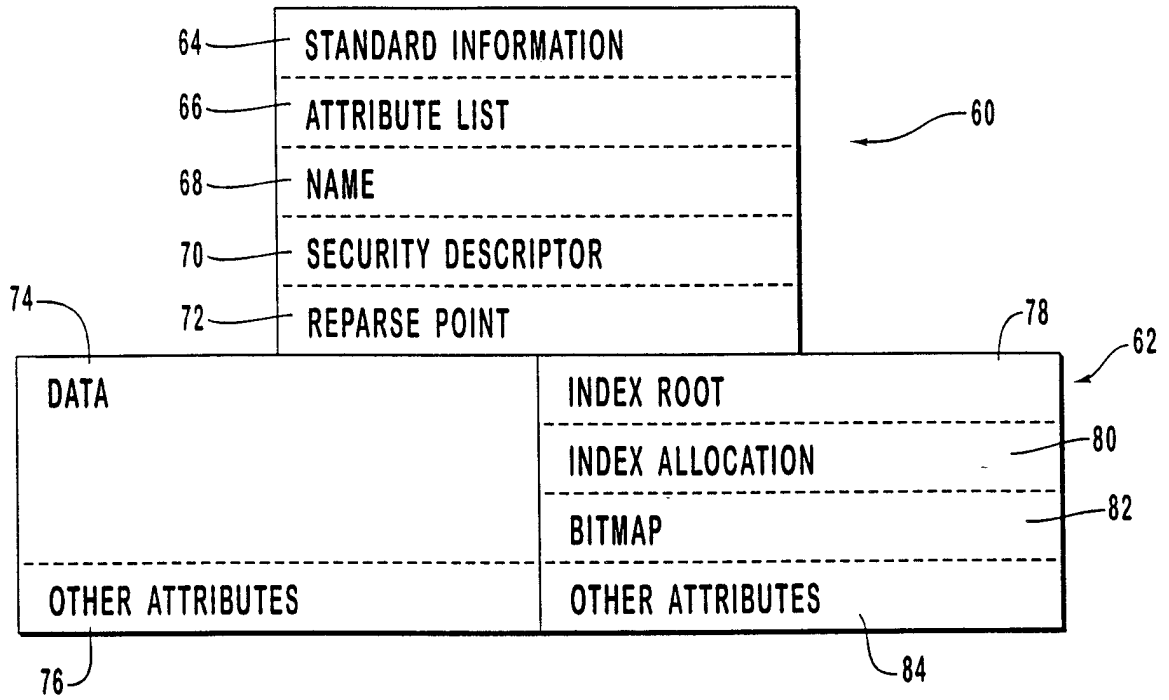 64 STANDARD INFORMATION
66 ATTRIBUTE LIST
60
68 NAME
70 SECURITY DESCRIPTOR
74
72 REPARSE POINT
78
62
DATA
INDEX ROOT
INDEX ALLOCATION 80
BITMAP 82
OTHER ATTRIBUTES
OTHER ATTRIBUTES
76
84